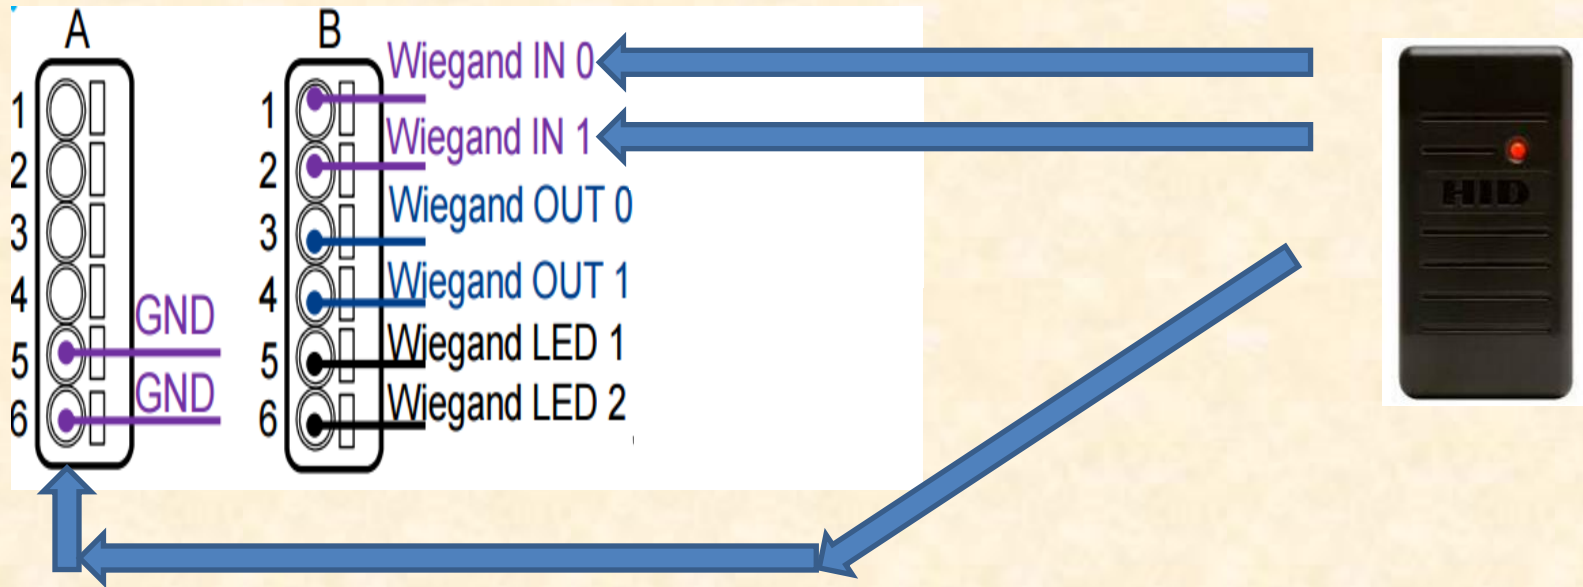 A
1
2
3
4
5
6
GND
GND
B
1
2
3
4
5
6
Wiegand IN 0
Wiegand IN 1
Wiegand OUT 0
Wiegand OUT 1
Wiegand LED 1
Wiegand LED 2
HID